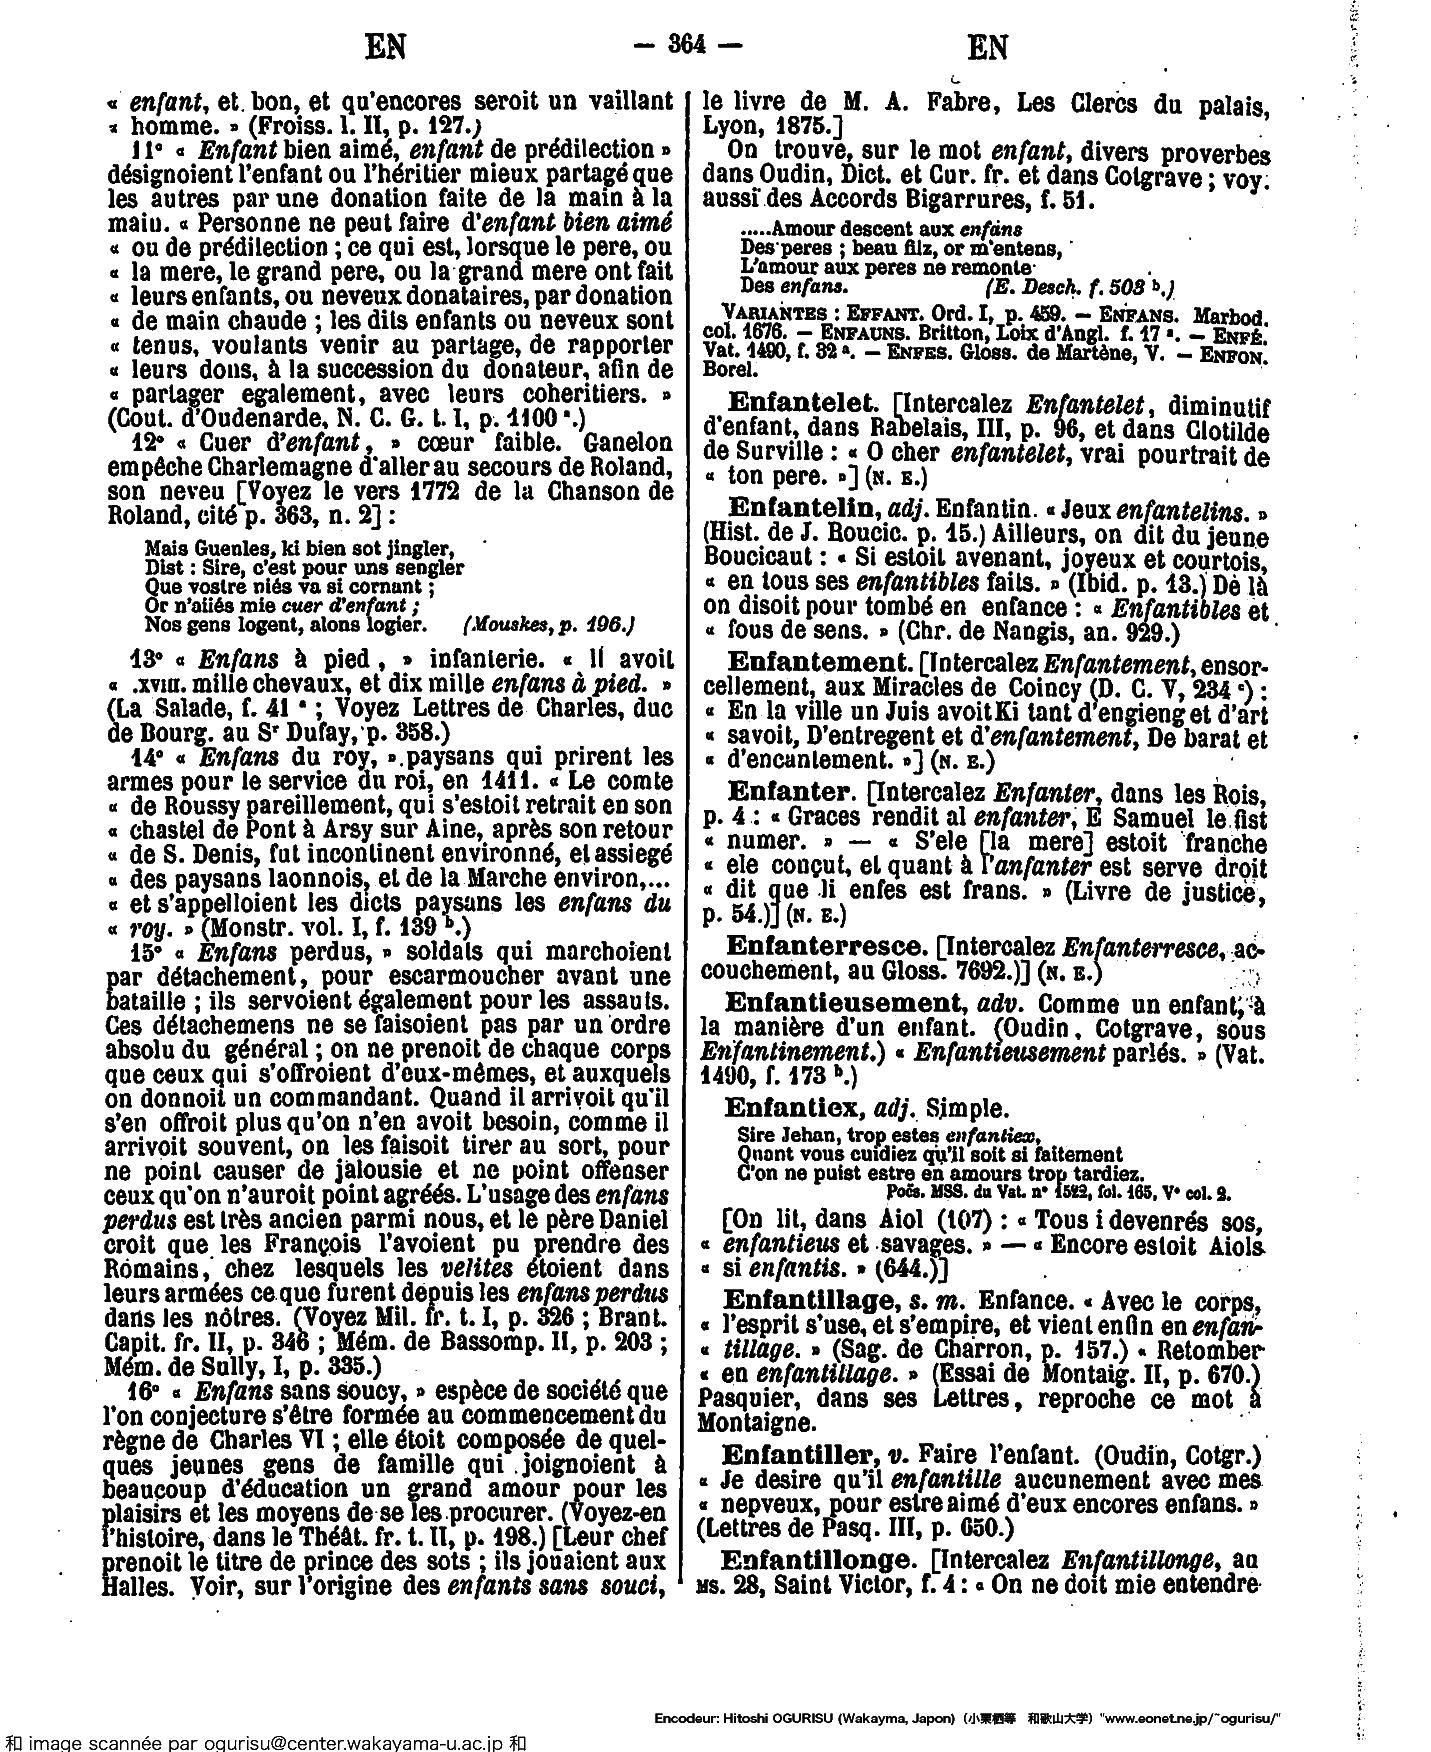 EN — 364 — EN
« enfant, et bon, et qu'encores seroit un vaillant
« homme. » (Froiss. l. II, p. 127.)
11° « Enfant bien aimé, enfant de prédilection »
désignoient l'enfant ou l'héritier mieux partagé que
les autres par une donation faite de la main à la
maiu. « Personne ne peut faire d'enfant bien aimé
« ou de prédilection ; ce qui est, lorsque le pere, ou
« la mere, le grand pere, ou la grand mere ont fait
« leurs enfants, ou neveux donataires, par donation
« de main chaude ; les dits enfants ou neveux sont
« tenus, voulants venir au partage, de rapporter
« leurs dons, à la succession du donateur, afin de
« partager egalement, avec leurs coheritiers. »
(Cout. d'Oudenarde, N. C. G. t. I, p. 1100 ª.)
12° « Cuer d'enfant, » cœur faible. Ganelon
empêche Charlemagne d'aller au secours de Roland,
son neveu [Voyez le vers 1772 de la Chanson de
Roland, cité p. 363, n. 2] :
Mais Guenles, ki bien sot jingler,
Dist : Sire, c'est pour uns sengler
Que vostre niés va si cornant ;
Or n'aiiés mie cuer d'enfant ;
Nos gens logent, alons logier. (Mouskes, p. 196.)
13° « Enfans à pied, » infanterie. « Il avoit
« .XVIII. mille chevaux, et dix mille enfans à pied. »
(La Salade, f. 41 ª ; Voyez Lettres de Charles, duc
de Bourg. au Sʳ Dufay, p. 358.)
14° « Enfans du roy, » paysans qui prirent les
armes pour le service du roi, en 1411. « Le comte
« de Roussy pareillement, qui s'estoit retrait en son
« chastel de Pont à Arsy sur Aine, après son retour
« de S. Denis, fut incontinent environné, et assiegé
« des paysans laonnois, et de la Marche environ,...
« et s'appelloient les dicts paysans les enfans du
« roy. » (Monstr. vol. I, f. 139 ᵇ.)
15° « Enfans perdus, » soldats qui marchoient
par détachement, pour escarmoucher avant une
bataille ; ils servoient également pour les assauts.
Ces détachemens ne se faisoient pas par un ordre
absolu du général ; on ne prenoit de chaque corps
que ceux qui s'offroient d'eux-mêmes, et auxquels
on donnoit un commandant. Quand il arrivoit qu'il
s'en offroit plus qu'on n'en avoit besoin, comme il
arrivoit souvent, on les faisoit tirer au sort, pour
ne point causer de jalousie et ne point offenser
ceux qu'on n'auroit point agréés. L'usage des enfans
perdus est très ancien parmi nous, et le père Daniel
croit que les François l'avoient pu prendre des
Romains, chez lesquels les velites étoient dans
leurs armées ce que furent depuis les enfans perdus
dans les nôtres. (Voyez Mil. fr. t. I, p. 326 ; Brant.
Capit. fr. II, p. 346 ; Mém. de Bassomp. II, p. 203 ;
Mém. de Sully, I, p. 335.)
16° « Enfans sans soucy, » espèce de société que
l'on conjecture s'être formée au commencement du
règne de Charles VI ; elle étoit composée de quel-
ques jeunes gens de famille qui joignoient à
beaucoup d'éducation un grand amour pour les
plaisirs et les moyens de se les procurer. (Voyez-en
l'histoire, dans le Théât. fr. t. II, p. 198.) [Leur chef
prenoit le titre de prince des sots ; ils jouaient aux
Halles. Voir, sur l'origine des enfants sans souci,
le livre de M. A. Fabre, Les Clercs du palais,
Lyon, 1875.]
On trouve, sur le mot enfant, divers proverbes
dans Oudin, Dict. et Cur. fr. et dans Cotgrave ; voy.
aussi des Accords Bigarrures, f. 51.
.....Amour descent aux enfans
Des peres ; beau filz, or m'entens,
L'amour aux peres ne remonte
Des enfans. (E. Desch. f. 503 ᵇ.)
VARIANTES : EFFANT. Ord. I, p. 459. — ENFANS. Marbod.
col. 1676. — ENFAUNS. Britton, Loix d'Angl. f. 17 ª. — ENFÉ.
Vat. 1490, f. 32 ª. — ENFES. Gloss. de Martène, V. — ENFON.
Borel.
Enfantelet. [Intercalez Enfantelet, diminutif
d'enfant, dans Rabelais, III, p. 96, et dans Clotilde
de Surville : « O cher enfantelet, vrai pourtrait de
« ton pere. »] (N. E.)
Enfantelin, adj. Enfantin. « Jeux enfantelins. »
(Hist. de J. Boucic. p. 15.) Ailleurs, on dit du jeune
Boucicaut : « Si estoit avenant, joyeux et courtois,
« en tous ses enfantibles faits. » (Ibid. p. 13.) De là
on disoit pour tombé en enfance : « Enfantibles et
« fous de sens. » (Chr. de Nangis, an. 929.)
Enfantement. [Intercalez Enfantement, ensor-
cellement, aux Miracles de Coincy (D. C. V, 234 ᶜ) :
« En la ville un Juis avoit Ki tant d'engieng et d'art
« savoit, D'entregent et d'enfantement, De barat et
« d'encantement. »] (N. E.)
Enfanter. [Intercalez Enfanter, dans les Rois,
p. 4 : « Graces rendit al enfanter, E Samuel le fist
« numer. » — « S'ele [la mere] estoit franche
« ele conçut, et quant à l'anfanter est serve droit
« dit que li enfes est frans. » (Livre de justice,
p. 54.)] (N. E.)
Enfanterresce. [Intercalez Enfanterresce, ac-
couchement, au Gloss. 7692.)] (N. E.)
Enfantieusement, adv. Comme un enfant, à
la manière d'un enfant. (Oudin, Cotgrave, sous
Enfantinement.) « Enfantieusement parlés. » (Vat.
1490, f. 173 ᵇ.)
Enfantiex, adj. Simple.
Sire Jehan, trop estes enfantiex,
Quant vous cuidiez qu'il soit si faitement
C'on ne puist estre en amours trop tardiez.
Poës. MSS. du Vat. n° 1522, fol. 165, V° col. 2.
[On lit, dans Aiol (107) : « Tous i devenrés sos,
« enfantieus et savages. » — « Encore estoit Aiols
« si enfantis. » (644.)]
Enfantillage, s. m. Enfance. « Avec le corps,
« l'esprit s'use, et s'empire, et vient enfin en enfan-
« tillage. » (Sag. de Charron, p. 157.) « Retomber
« en enfantillage. » (Essai de Montaig. II, p. 670.)
Pasquier, dans ses Lettres, reproche ce mot à
Montaigne.
Enfantiller, v. Faire l'enfant. (Oudin, Cotgr.)
« Je desire qu'il enfantille aucunement avec mes
« nepveux, pour estre aimé d'eux encores enfans. »
(Lettres de Pasq. III, p. 650.)
Enfantillonge. [Intercalez Enfantillonge, au
MS. 28, Saint Victor, f. 4 : « On ne doit mie entendre
Encodeur: Hitoshi OGURISU (Wakayma, Japon) (小栗栖等 和歌山大学) "www.eonet.ne.jp/~ogurisu/"
和 image scannée par ogurisu@center.wakayama-u.ac.jp 和